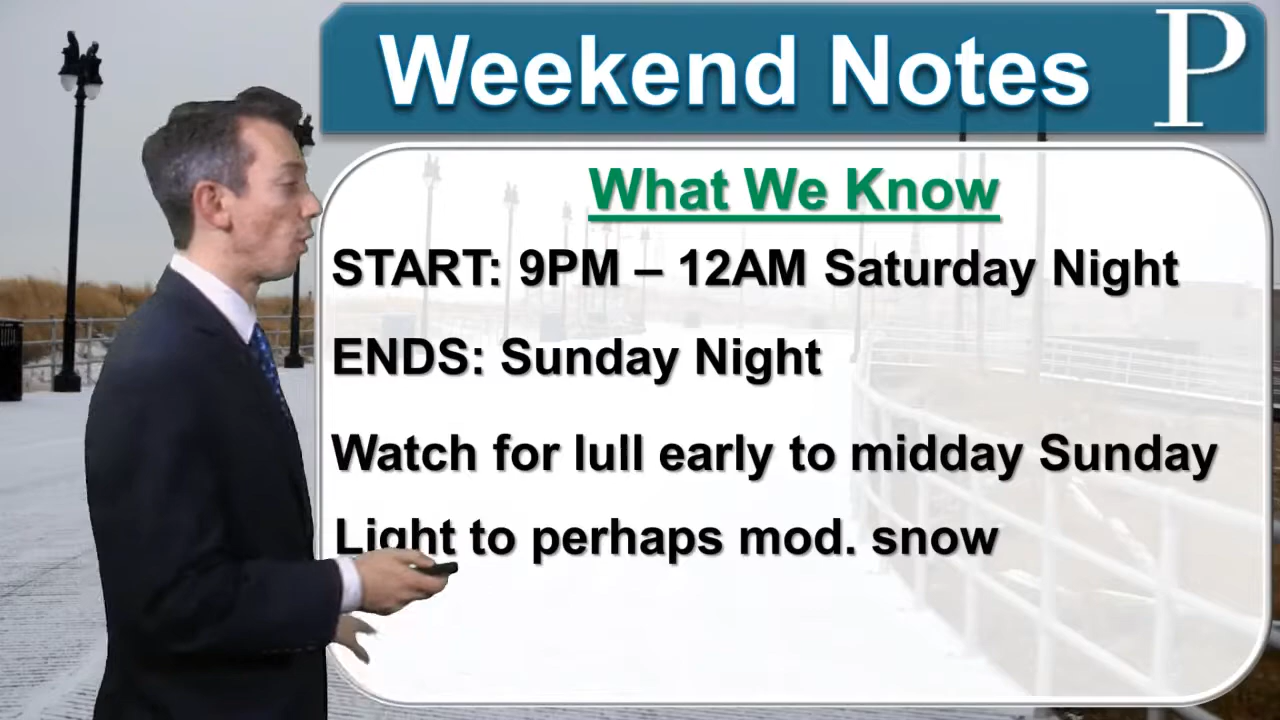 Weekend Notes P
What We Know
START: 9PM – 12AM Saturday Night
ENDS: Sunday Night
Watch for lull early to midday Sunday
Light to perhaps mod. snow